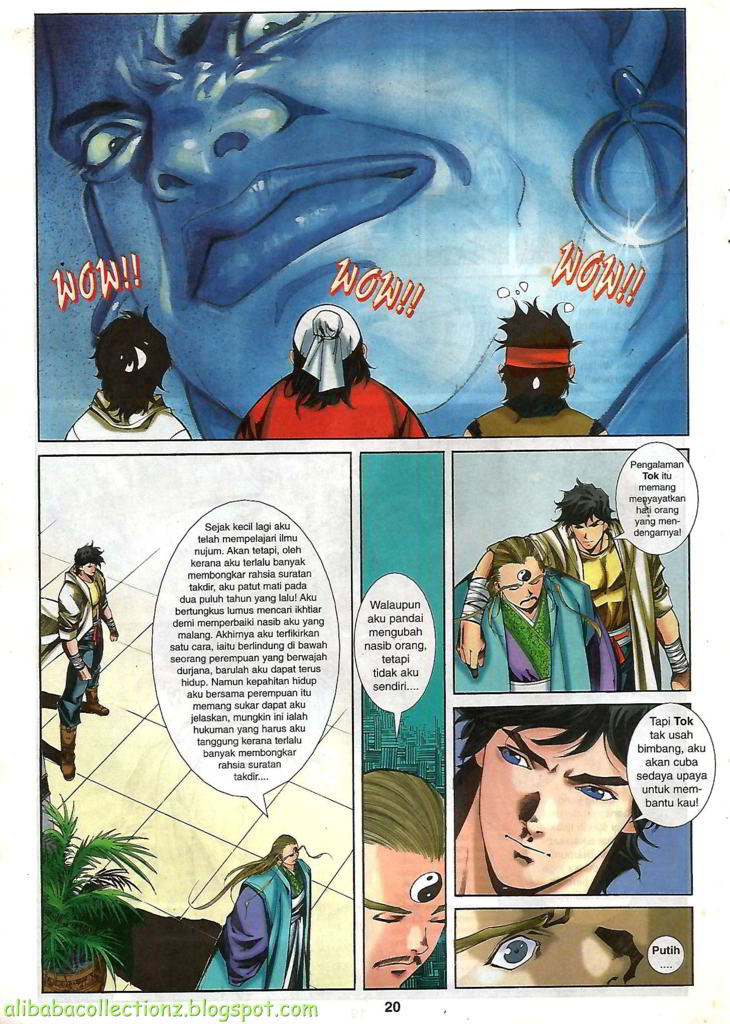 WOW!!
WOW!!
WOW!!
Sejak kecil lagi aku
telah mempelajari ilmu
nujum. Akan tetapi, oleh
kerana aku terlalu banyak
membongkar rahsia suratan
takdir, aku patut mati pada
dua puluh tahun yang lalu! Aku
bertungkus lumus mencari ikhtiar
demi memperbaiki nasib aku yang
malang. Akhirnya aku terfikirkan
satu cara, iaitu berlindung di bawah
seorang perempuan yang berwajah
durjana, barulah aku dapat terus
hidup. Namun kepahitan hidup
aku bersama perempuan itu
memang sukar dapat aku
jelaskan, mungkin ini ialah
hukuman yang harus aku
tanggung kerana terlalu
banyak membongkar
rahsia suratan
takdir....
Walaupun
aku pandai
mengubah
nasib orang,
tetapi
tidak aku
sendiri....
Pengalaman
Tok itu
memang
menyayatkan
hati orang
yang men-
dengarnya!
Tapi Tok
tak usah
bimbang, aku
akan cuba
sedaya upaya
untuk mem-
bantu kau!
Putih
....
20
alibabacollectionz.blogspot.com